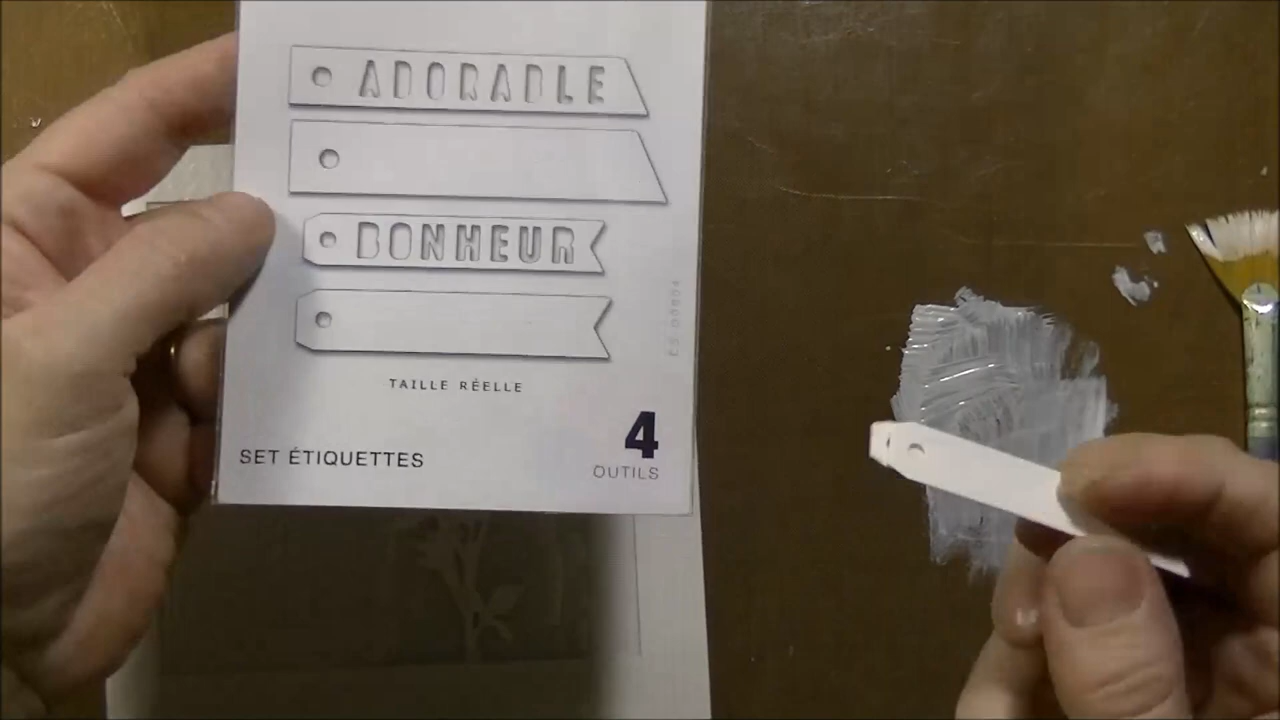 ADORABLE
BONHEUR
TAILLE RÉELLE
SET ÉTIQUETTES
4
OUTILS